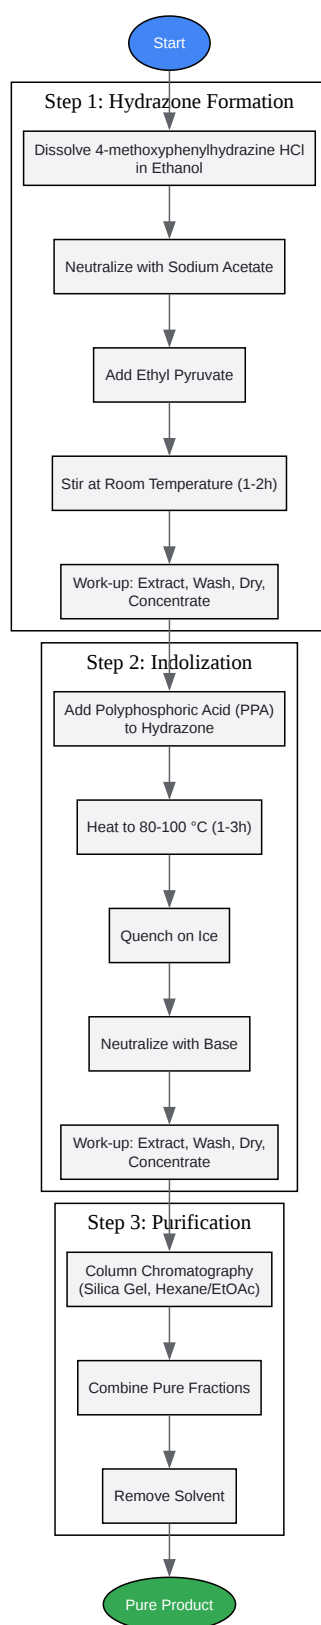 Start
Step 1: Hydrazone Formation
Dissolve 4-methoxyphenylhydrazine HCl
in Ethanol
Neutralize with Sodium Acetate
Add Ethyl Pyruvate
Stir at Room Temperature (1-2h)
Work-up: Extract, Wash, Dry,
Concentrate
Step 2: Indolization
Add Polyphosphoric Acid (PPA)
to Hydrazone
Heat to 80-100 °C (1-3h)
Quench on Ice
Neutralize with Base
Work-up: Extract, Wash, Dry,
Concentrate
Step 3: Purification
Column Chromatography
(Silica Gel, Hexane/EtOAc)
Combine Pure Fractions
Remove Solvent
Pure Product